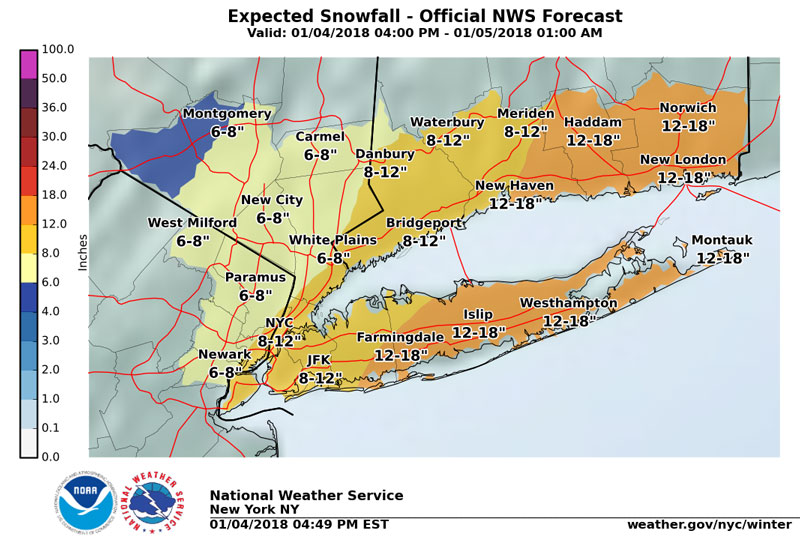 Expected Snowfall - Official NWS Forecast
Valid: 01/04/2018 04:00 PM - 01/05/2018 01:00 AM
100.0
50.0
36.0
30.0
24.0
18.0
12.0
8.0
6.0
4.0
3.0
2.0
1.0
0.1
0.0
Inches
Montgomery
6-8"
Carmel
6-8"
Waterbury
8-12"
Meriden
8-12"
Haddam
12-18"
Norwich
12-18"
Danbury
8-12"
New London
12-18"
New City
6-8"
New Haven
12-18"
West Milford
6-8"
White Plains
6-8"
Bridgeport
8-12"
Montauk
12-18"
Paramus
6-8"
Westhampton
12-18"
Islip
12-18"
NYC
8-12"
Farmingdale
12-18"
Newark
6-8"
JFK
8-12"
NOAA
NATIONAL WEATHER SERVICE
National Weather Service
New York NY
01/04/2018 04:49 PM EST
weather.gov/nyc/winter